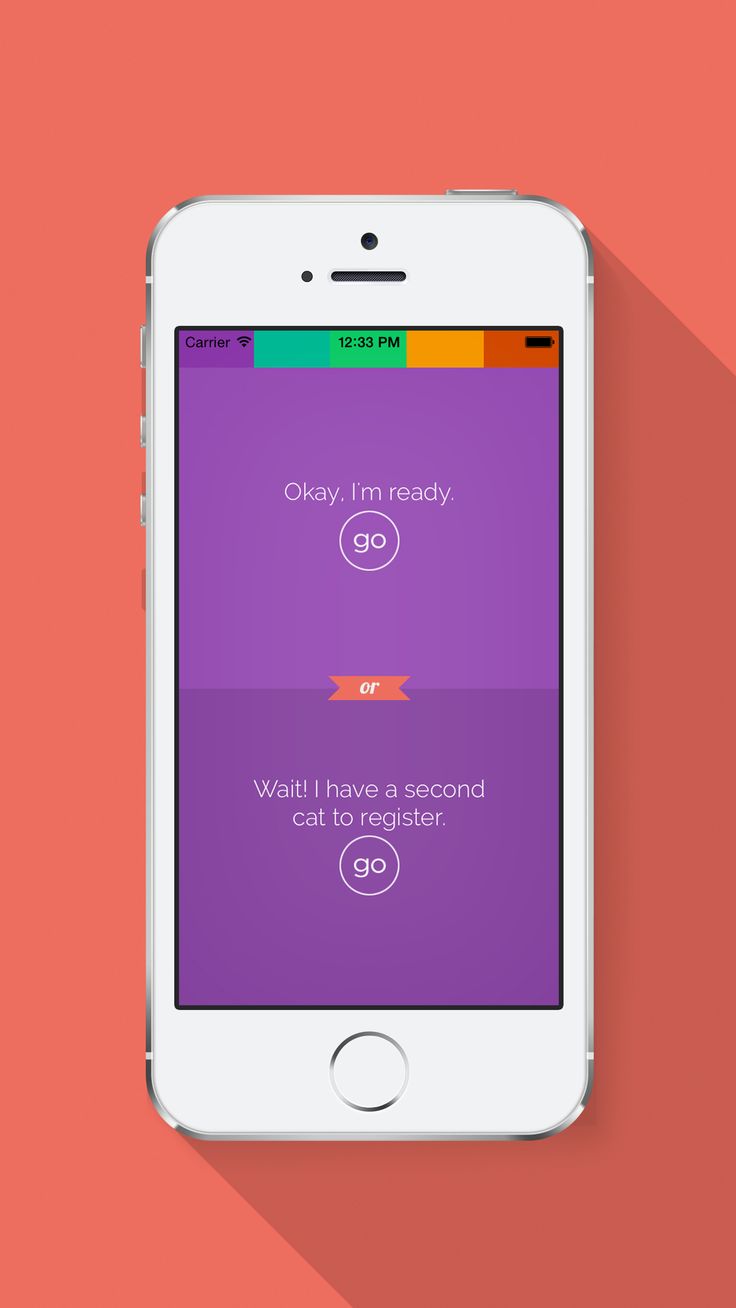 Carrier 12:33 PM
Okay, I'm ready.
go
or
Wait! I have a second
cat to register.
go